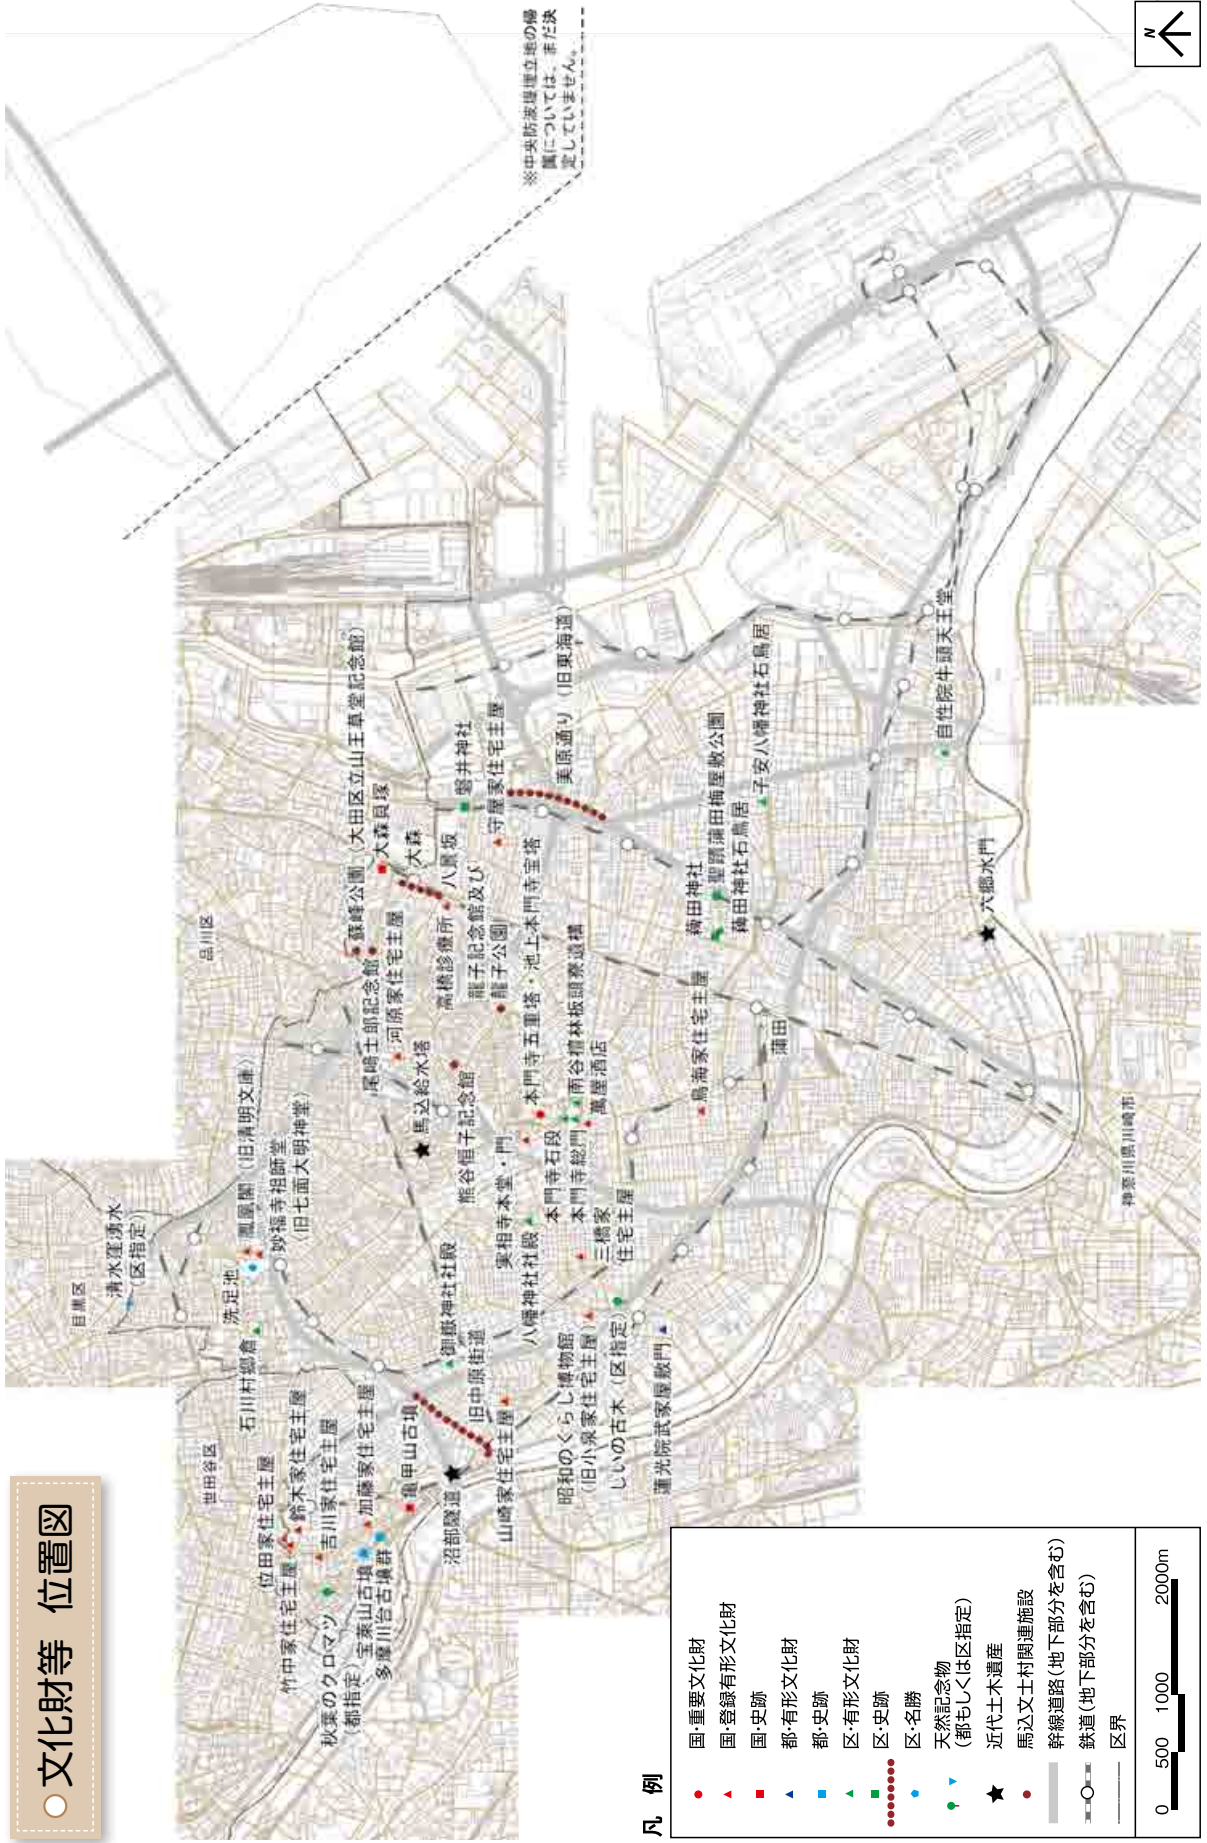 文化財等 位置図
※中央防波堤埋立地の帰
属については、まだ決
定していません。
N
品川区
目黒区
世田谷区
神奈川県川崎市
清水窪湧水
(区指定)
洗足池
鳳凰閣(旧清明文庫)
妙福寺祖師堂
(旧七面大明神堂)
石川村郷倉
位田家住宅主屋
鈴木家住宅主屋
竹中家住宅主屋
吉川家住宅主屋
秋葉のクロマツ
(都指定)
加藤家住宅主屋
宝萊山古墳
多摩川台古墳群
亀甲山古墳
沼部隧道
旧中原街道
山崎家住宅主屋
御嶽神社社殿
八幡神社社殿
昭和のくらし博物館
(旧小泉家住宅主屋)
しいの古木(区指定)
蓮光院武家屋敷門
三橋家
住宅主屋
実相寺本堂・門
本門寺石段
本門寺総門
本門寺五重塔・池上本門寺宝塔
南谷檀林板頭寮遺構
萬屋酒店
鳥海家住宅主屋
蒲田
熊谷恒子記念館
馬込給水塔
尾﨑士郎記念館
河原家住宅主屋
蘇峰公園(大田区立山王草堂記念館)
大森貝塚
大森
八景坂
高橋診療所
龍子記念館及び
龍子公園
磐井神社
守屋家住宅主屋
美原通り(旧東海道)
薭田神社
聖蹟蒲田梅屋敷公園
薭田神社石鳥居
子安八幡神社石鳥居
自性院牛頭天王堂
六郷水門
凡 例
国・重要文化財
国・登録有形文化財
国・史跡
都・有形文化財
都・史跡
区・有形文化財
区・史跡
区・名勝
天然記念物
(都もしくは区指定)
近代土木遺産
馬込文士村関連施設
幹線道路(地下部分を含む)
鉄道(地下部分を含む)
区界
0 500 1000 2000m